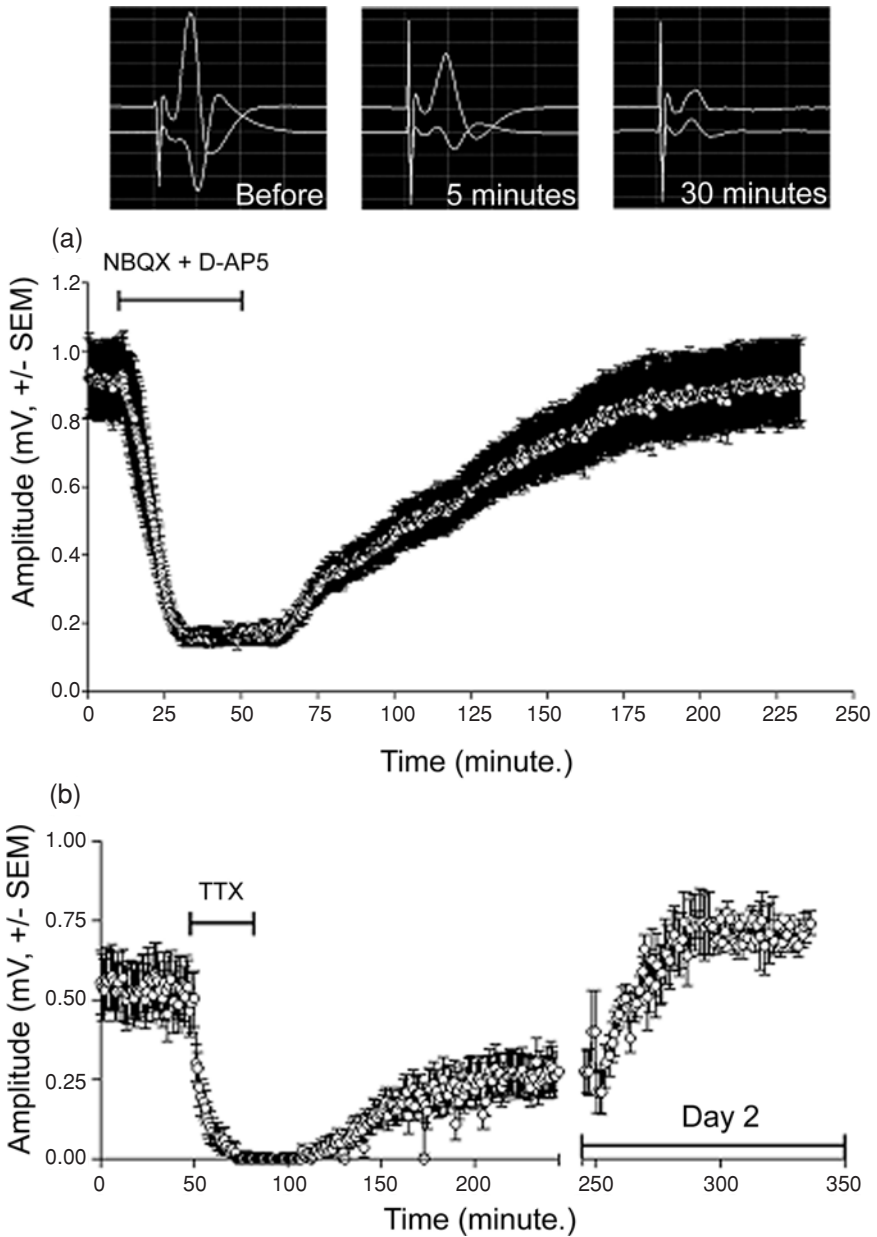 Before
5 minutes
30 minutes
(a)
NBQX + D-AP5
Amplitude (mV, +/- SEM)
1.2
1.0
0.8
0.6
0.4
0.2
0.0
0 25 50 75 100 125 150 175 200 225 250
Time (minute.)
(b)
TTX
Amplitude (mV, +/- SEM)
1.00
0.75
0.50
0.25
0.00
Day 2
0 50 100 150 200 250 300 350
Time (minute.)